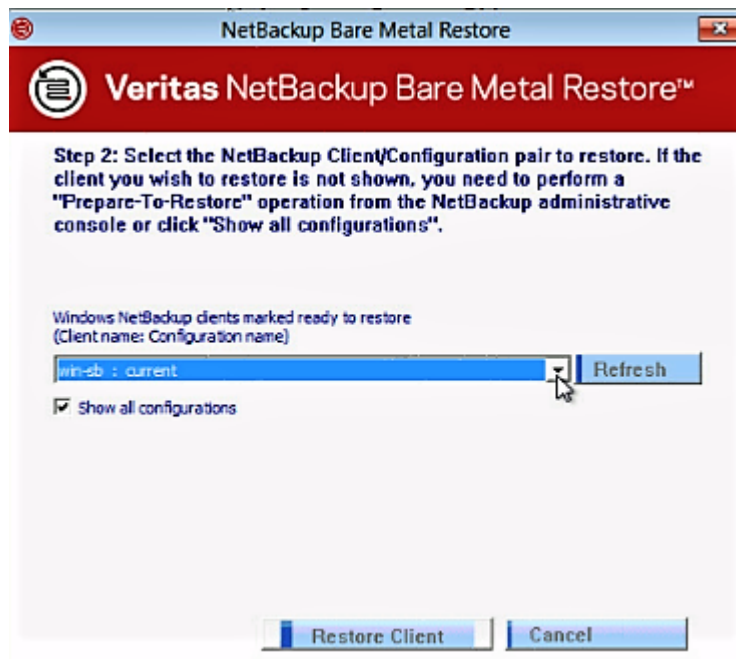 NetBackup Bare Metal Restore
Veritas NetBackup Bare Metal Restore™
Step 2: Select the NetBackup Client/Configuration pair to restore. If the
client you wish to restore is not shown, you need to perform a
"Prepare-To-Restore" operation from the NetBackup administrative
console or click "Show all configurations".
Windows NetBackup clients marked ready to restore
(Client name: Configuration name)
win-sb : current
Refresh
Show all configurations
Restore Client
Cancel